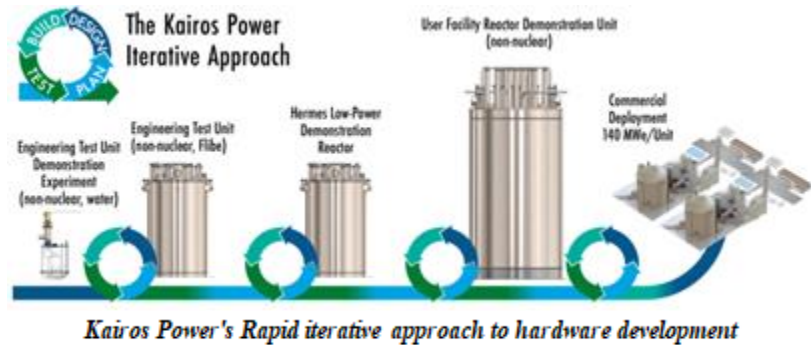 The Kairos Power
Iterative Approach
BUILD
DESIGN
TEST
PLAN
Engineering Test Unit
Demonstration
Experiment
(non-nuclear, water)
Engineering Test Unit
(non-nuclear, Flibe)
Hermes Low-Power
Demonstration
Reactor
User Facility Reactor Demonstration Unit
(non-nuclear)
Commercial
Deployment
140 MWe/Unit
Kairos Power's Rapid iterative approach to hardware development